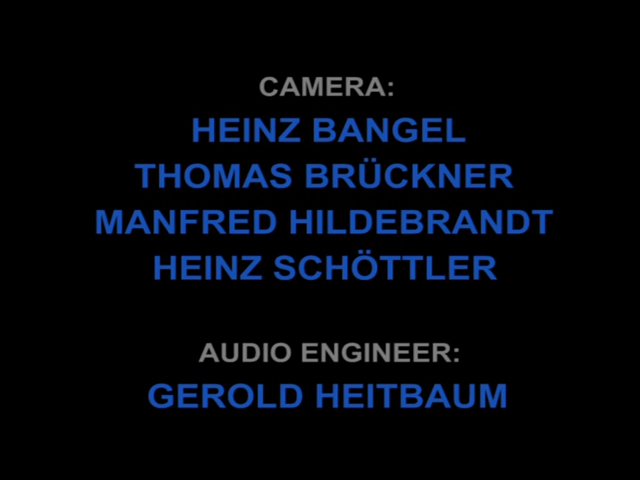 CAMERA:
HEINZ BANGEL
THOMAS BRÜCKNER
MANFRED HILDEBRANDT
HEINZ SCHÖTTLER
AUDIO ENGINEER:
GEROLD HEITBAUM